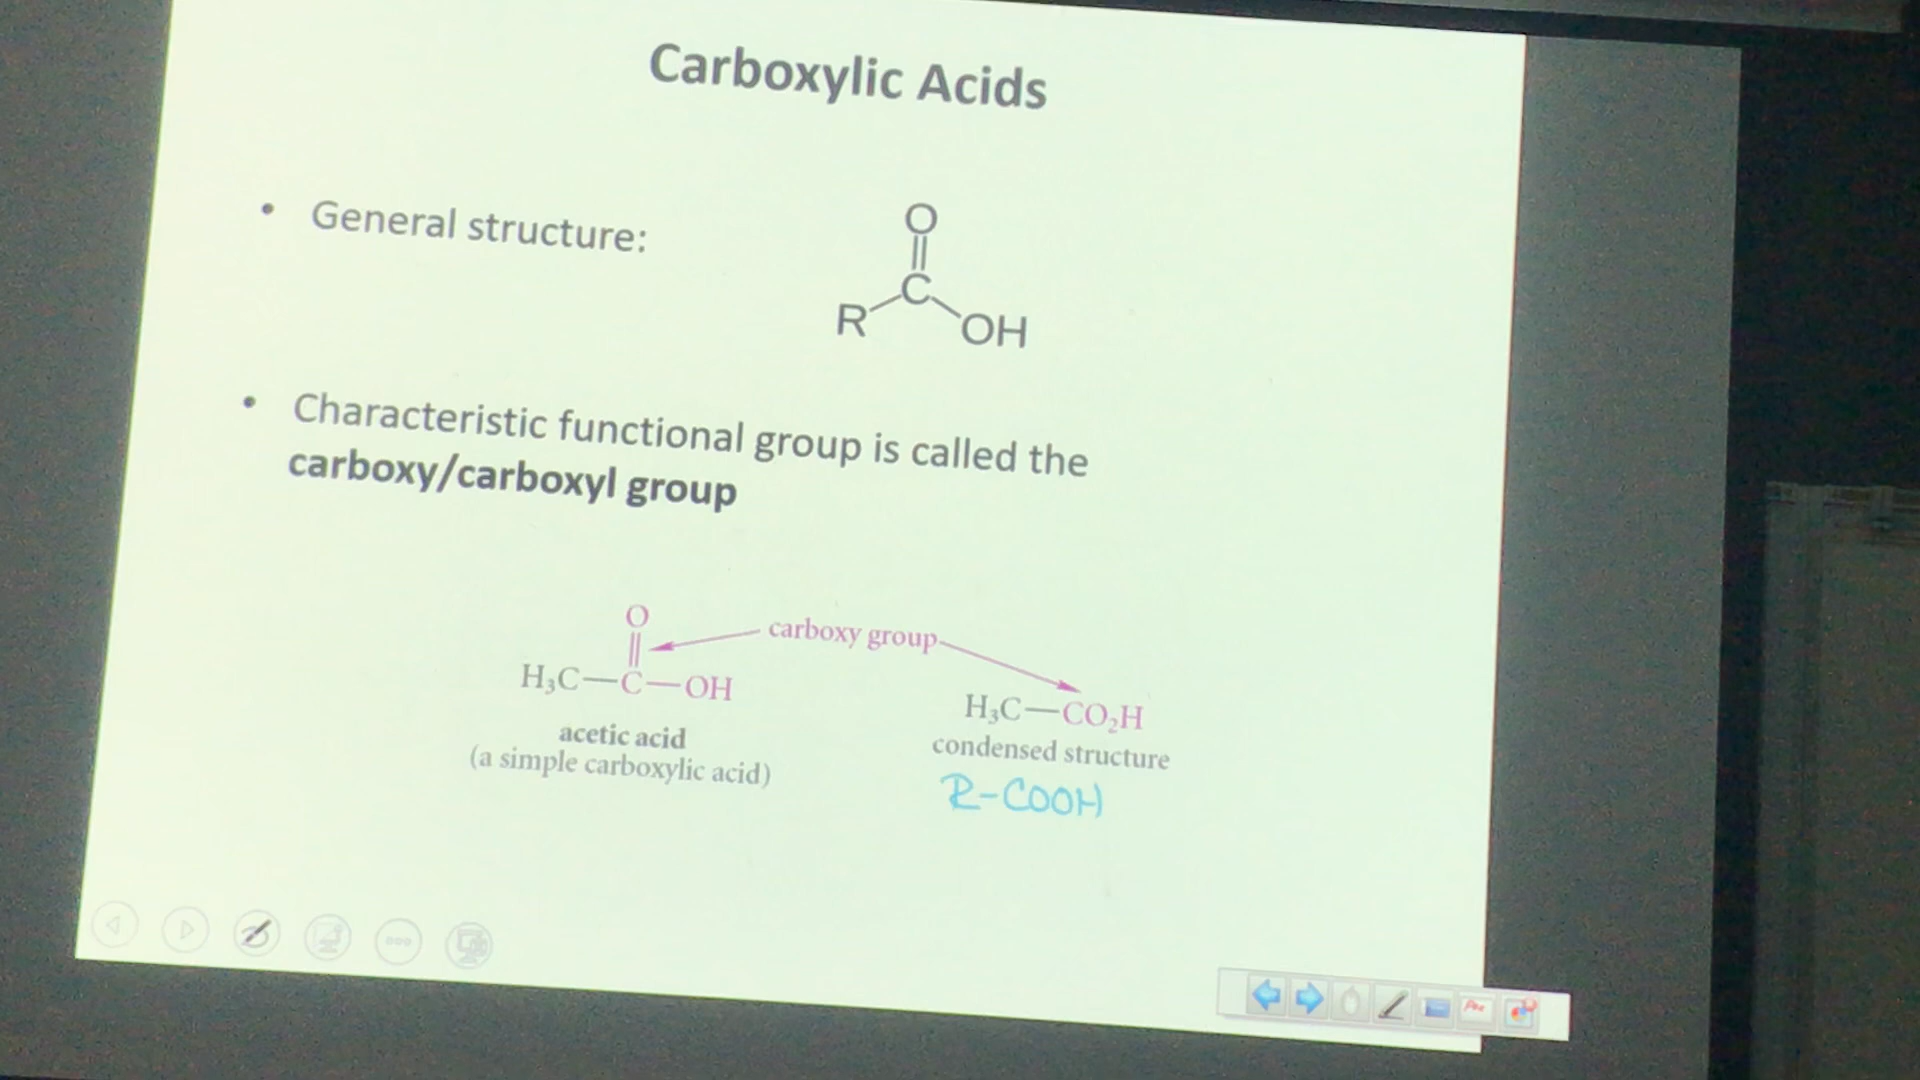 Carboxylic Acids
• General structure:
O
C
R
OH
• Characteristic functional group is called the
carboxy/carboxyl group
O
carboxy group
H₃C—C—OH
H₃C—CO₂H
acetic acid
condensed structure
(a simple carboxylic acid)
R-COOH